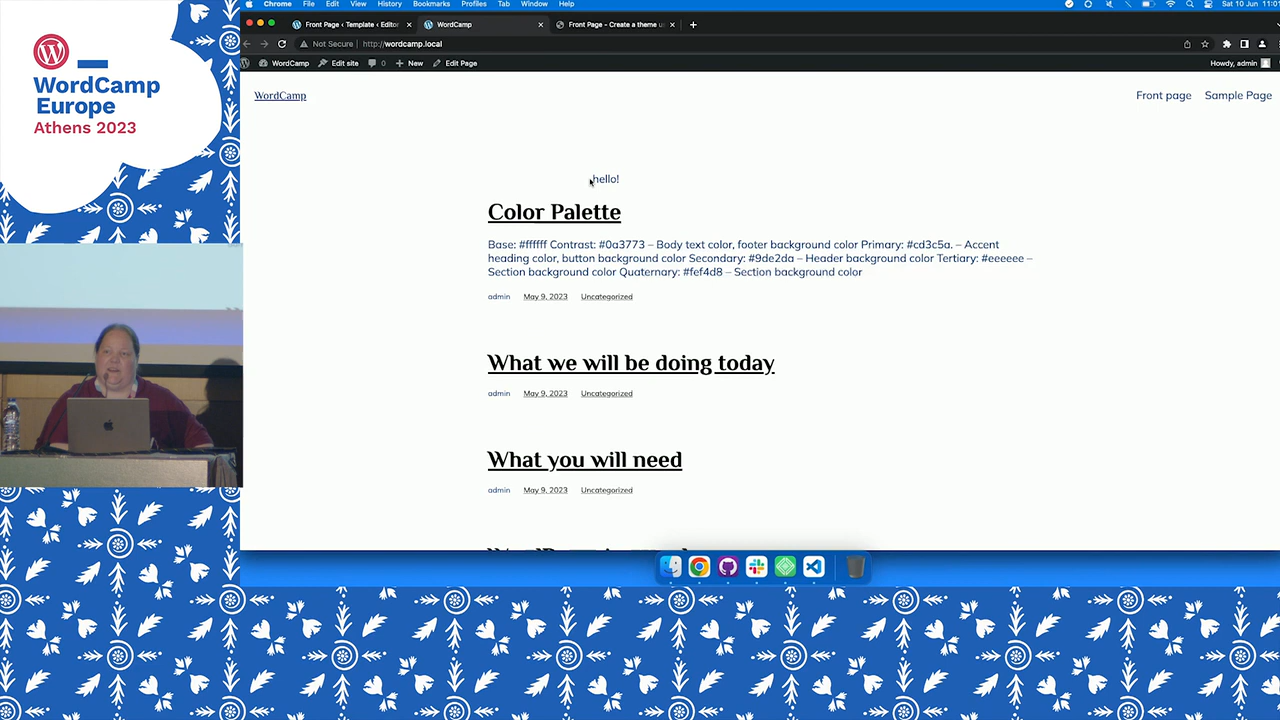 WordCamp
Europe
Athens 2023
Chrome File Edit View History Bookmarks Profiles Tab Window Help
Sat 10 Jun 11:01
Front Page ‹ Template ‹ Editor
WordCamp
Front Page - Create a theme u
Not Secure | http://wordcamp.local
WordCamp Edit site 0 New Edit Page
Howdy, admin
WordCamp
Front page Sample Page
hello!
Color Palette
Base: #ffffff Contrast: #0a3773 – Body text color, footer background color Primary: #cd3c5a. – Accent
heading color, button background color Secondary: #9de2da – Header background color Tertiary: #eeeeee –
Section background color Quaternary: #fef4d8 – Section background color
admin May 9, 2023 Uncategorized
What we will be doing today
admin May 9, 2023 Uncategorized
What you will need
admin May 9, 2023 Uncategorized